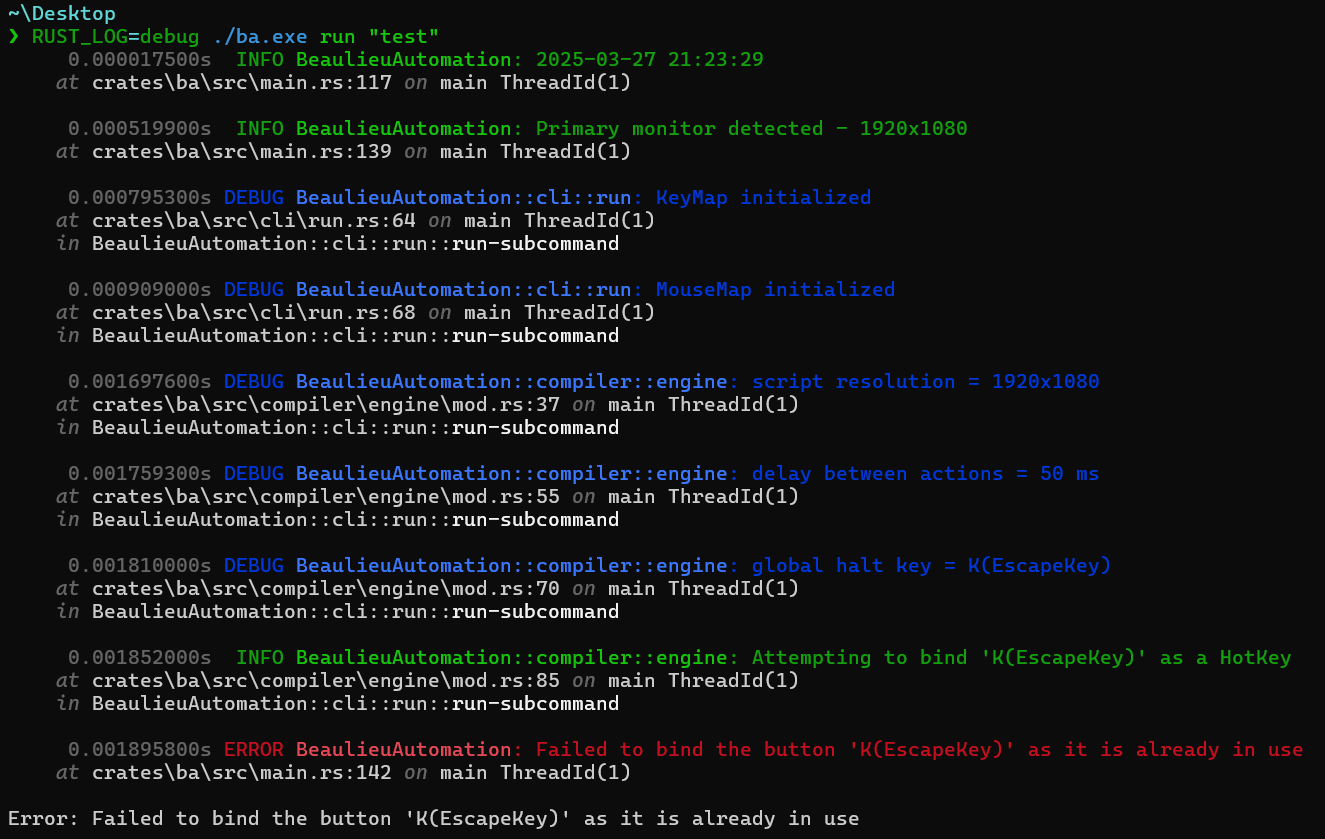 ~\Desktop
❯ RUST_LOG=debug ./ba.exe run "test"
0.000017500s  INFO BeaulieuAutomation: 2025-03-27 21:23:29
at crates\ba\src\main.rs:117 on main ThreadId(1)
0.000519900s  INFO BeaulieuAutomation: Primary monitor detected - 1920x1080
at crates\ba\src\main.rs:139 on main ThreadId(1)
0.000795300s DEBUG BeaulieuAutomation::cli::run: KeyMap initialized
at crates\ba\src\cli\run.rs:64 on main ThreadId(1)
in BeaulieuAutomation::cli::run::run-subcommand
0.000909000s DEBUG BeaulieuAutomation::cli::run: MouseMap initialized
at crates\ba\src\cli\run.rs:68 on main ThreadId(1)
in BeaulieuAutomation::cli::run::run-subcommand
0.001697600s DEBUG BeaulieuAutomation::compiler::engine: script resolution = 1920x1080
at crates\ba\src\compiler\engine\mod.rs:37 on main ThreadId(1)
in BeaulieuAutomation::cli::run::run-subcommand
0.001759300s DEBUG BeaulieuAutomation::compiler::engine: delay between actions = 50 ms
at crates\ba\src\compiler\engine\mod.rs:55 on main ThreadId(1)
in BeaulieuAutomation::cli::run::run-subcommand
0.001810000s DEBUG BeaulieuAutomation::compiler::engine: global halt key = K(EscapeKey)
at crates\ba\src\compiler\engine\mod.rs:70 on main ThreadId(1)
in BeaulieuAutomation::cli::run::run-subcommand
0.001852000s  INFO BeaulieuAutomation::compiler::engine: Attempting to bind 'K(EscapeKey)' as a HotKey
at crates\ba\src\compiler\engine\mod.rs:85 on main ThreadId(1)
in BeaulieuAutomation::cli::run::run-subcommand
0.001895800s ERROR BeaulieuAutomation: Failed to bind the button 'K(EscapeKey)' as it is already in use
at crates\ba\src\main.rs:142 on main ThreadId(1)
Error: Failed to bind the button 'K(EscapeKey)' as it is already in use